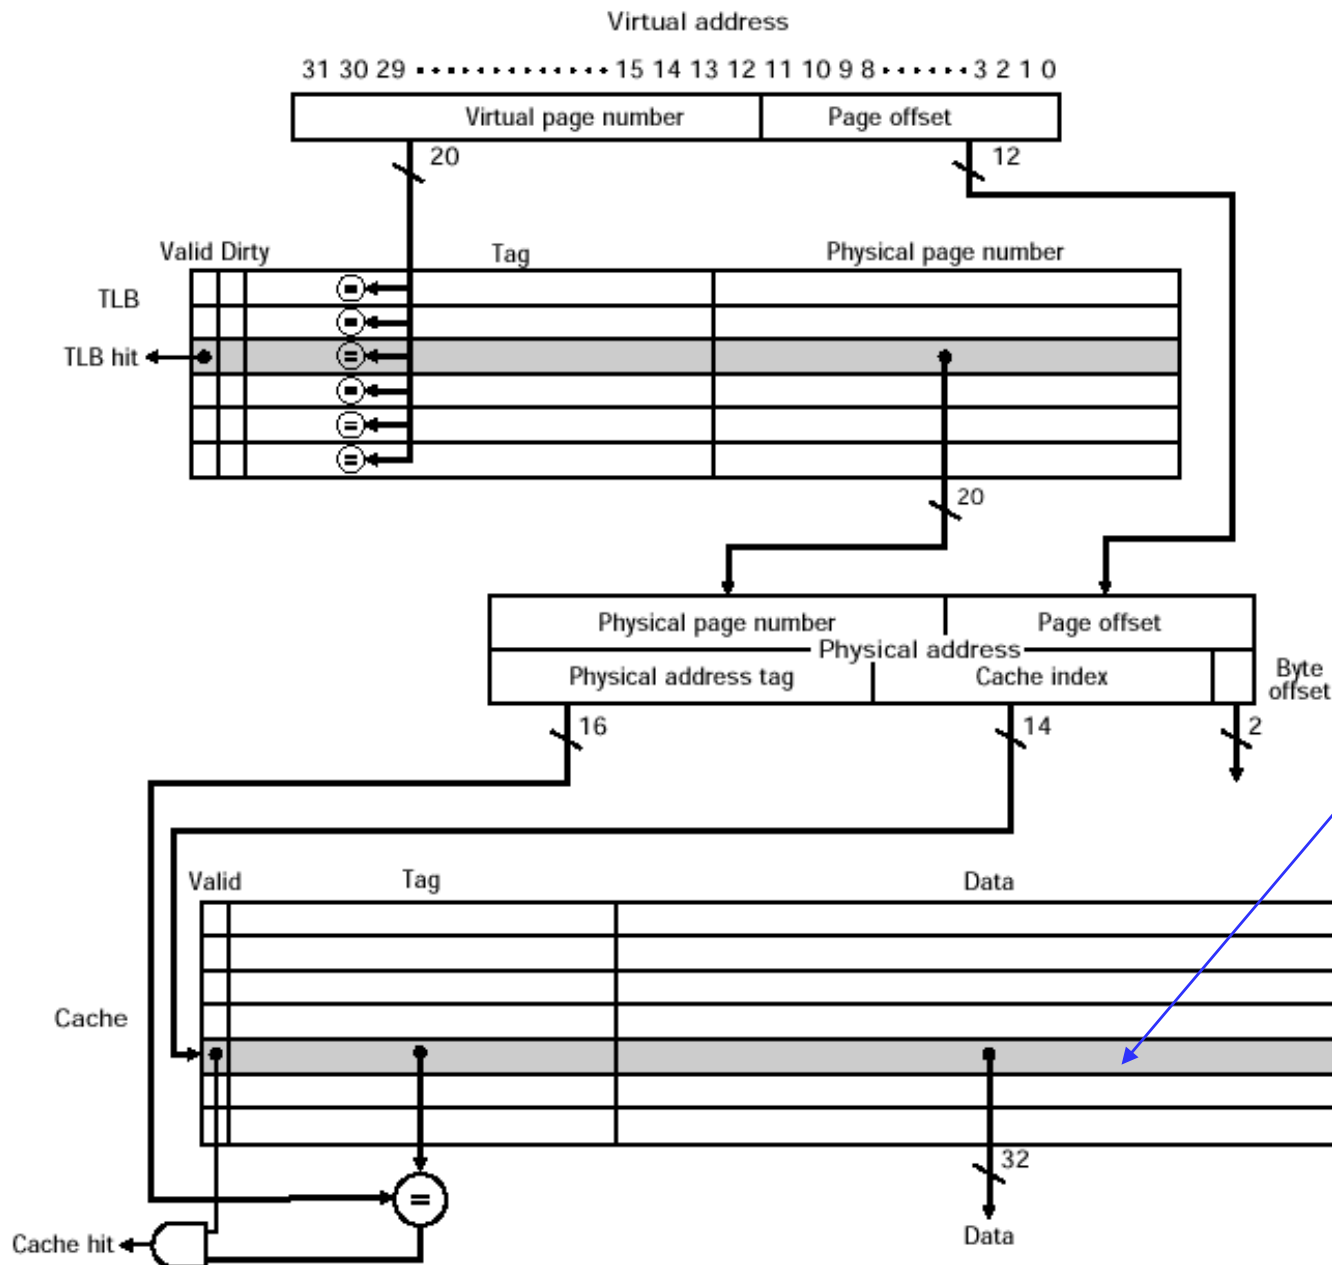 Virtual address
31 30 29 ············· 15 14 13 12 11 10 9 8 ······ 3 2 1 0
Virtual page number Page offset
20 12
Valid Dirty Tag Physical page number
TLB =
=
TLB hit =
=
=
=
20
Physical page number Page offset
Physical address
Physical address tag Cache index Byte offset
16 14 2
Valid Tag Data
Cache
32
=
Data
Cache hit